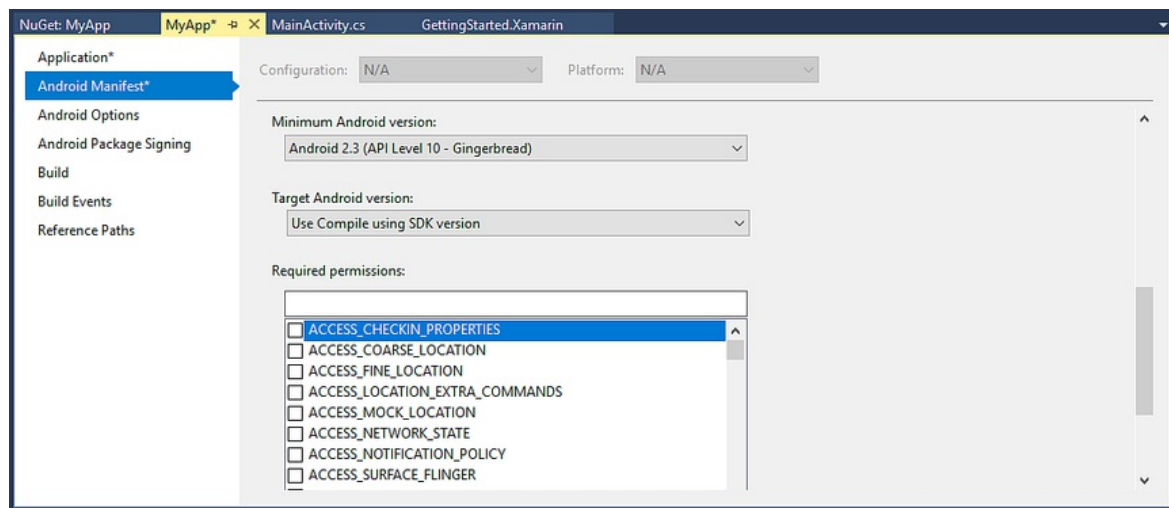 NuGet: MyApp MyApp* MainActivity.cs GettingStarted.Xamarin
Application*
Android Manifest*
Android Options
Android Package Signing
Build
Build Events
Reference Paths
Configuration: N/A Platform: N/A
Minimum Android version:
Android 2.3 (API Level 10 - Gingerbread)
Target Android version:
Use Compile using SDK version
Required permissions:
ACCESS_CHECKIN_PROPERTIES
ACCESS_COARSE_LOCATION
ACCESS_FINE_LOCATION
ACCESS_LOCATION_EXTRA_COMMANDS
ACCESS_MOCK_LOCATION
ACCESS_NETWORK_STATE
ACCESS_NOTIFICATION_POLICY
ACCESS_SURFACE_FLINGER